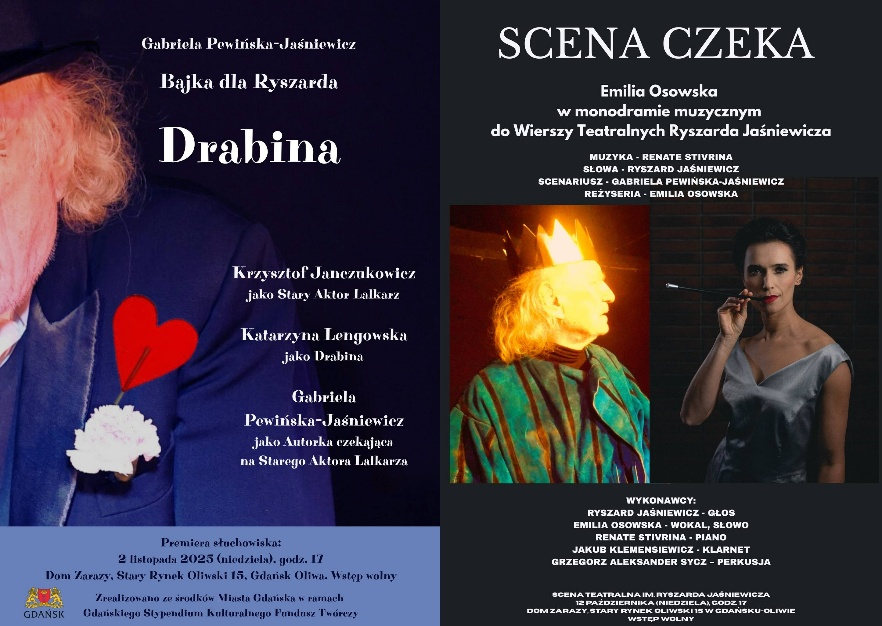 Gabriela Pewińska-Jaśniewicz
Bajka dla Ryszarda
Drabina
Krzysztof Janczukowicz
jako Stary Aktor Lalkarz
Katarzyna Lengowska
jako Drabina
Gabriela
Pewińska-Jaśniewicz
jako Autorka czekająca
na Starego Aktora Lalkarza
Premiera słuchowiska:
2 listopada 2025 (niedziela), godz. 17
Dom Zarazy, Stary Rynek Oliwski 15, Gdańsk Oliwa. Wstęp wolny
GDAŃSK
Zrealizowano ze środków Miasta Gdańska w ramach
Gdańskiego Stypendium Kulturalnego Fundusz Twórczy
SCENA CZEKA
Emilia Osowska
w monodramie muzycznym
do Wierszy Teatralnych Ryszarda Jaśniewicza
MUZYKA - RENATE STIVRINA
SŁOWA - RYSZARD JAŚNIEWICZ
SCENARIUSZ - GABRIELA PEWIŃSKA-JAŚNIEWICZ
REŻYSERIA - EMILIA OSOWSKA
WYKONAWCY:
RYSZARD JAŚNIEWICZ - GŁOS
EMILIA OSOWSKA - WOKAL, SŁOWO
RENATE STIVRINA - PIANO
JAKUB KLEMENSIEWICZ - KLARNET
GRZEGORZ ALEKSANDER SYCZ – PERKUSJA
SCENA TEATRALNA IM. RYSZARDA JAŚNIEWICZA
12 PAŹDZIERNIKA (NIEDZIELA), GODZ. 17
DOM ZARAZY, STARY RYNEK OLIWSKI 15 W GDAŃSKU-OLIWIE
WSTĘP WOLNY